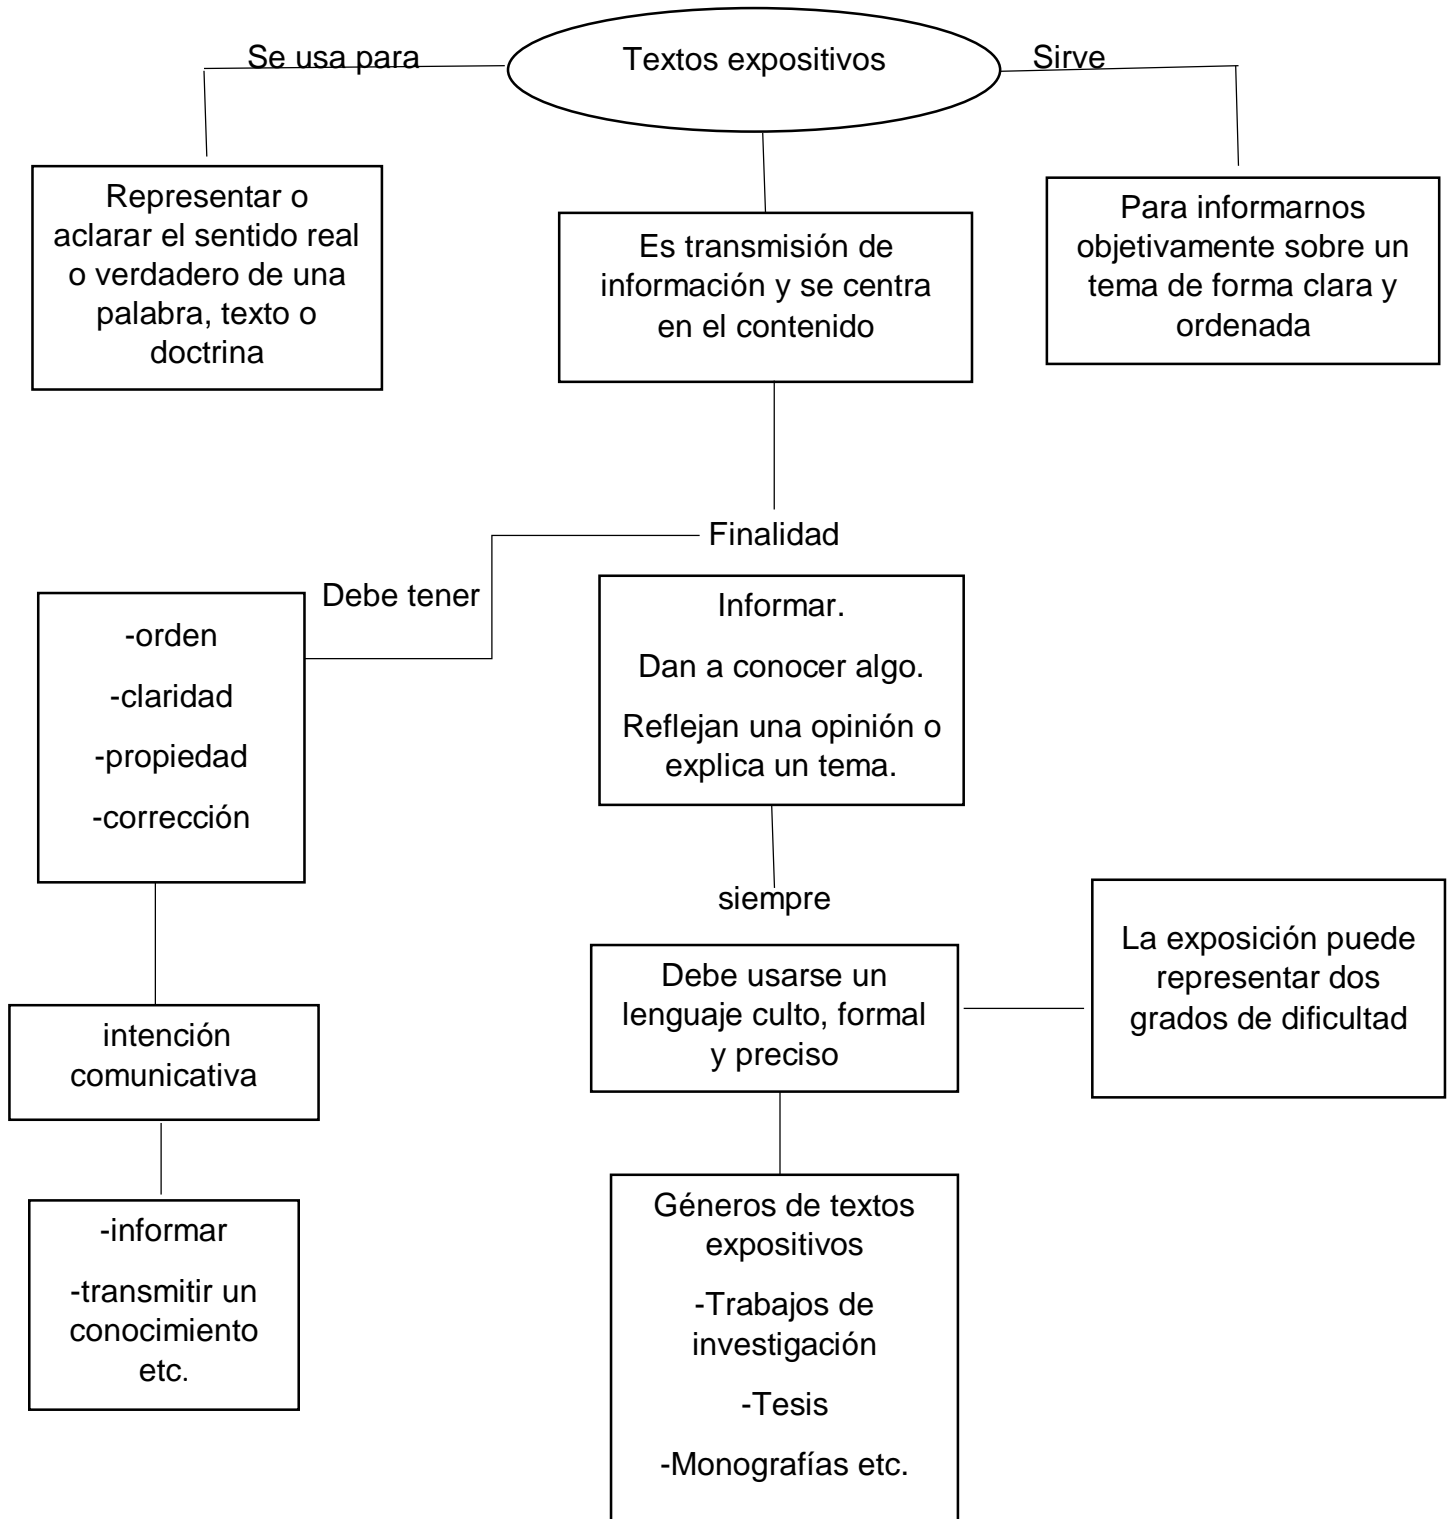 Se usa para
Textos expositivos
Sirve
Representar o
aclarar el sentido real
o verdadero de una
palabra, texto o
doctrina
Es transmisión de
información y se centra
en el contenido
Para informarnos
objetivamente sobre un
tema de forma clara y
ordenada
Finalidad
Debe tener
-orden
-claridad
-propiedad
-corrección
Informar.
Dan a conocer algo.
Reflejan una opinión o
explica un tema.
siempre
Debe usarse un
lenguaje culto, formal
y preciso
La exposición puede
representar dos
grados de dificultad
intención
comunicativa
-informar
-transmitir un
conocimiento
etc.
Géneros de textos
expositivos
-Trabajos de
investigación
-Tesis
-Monografías etc.